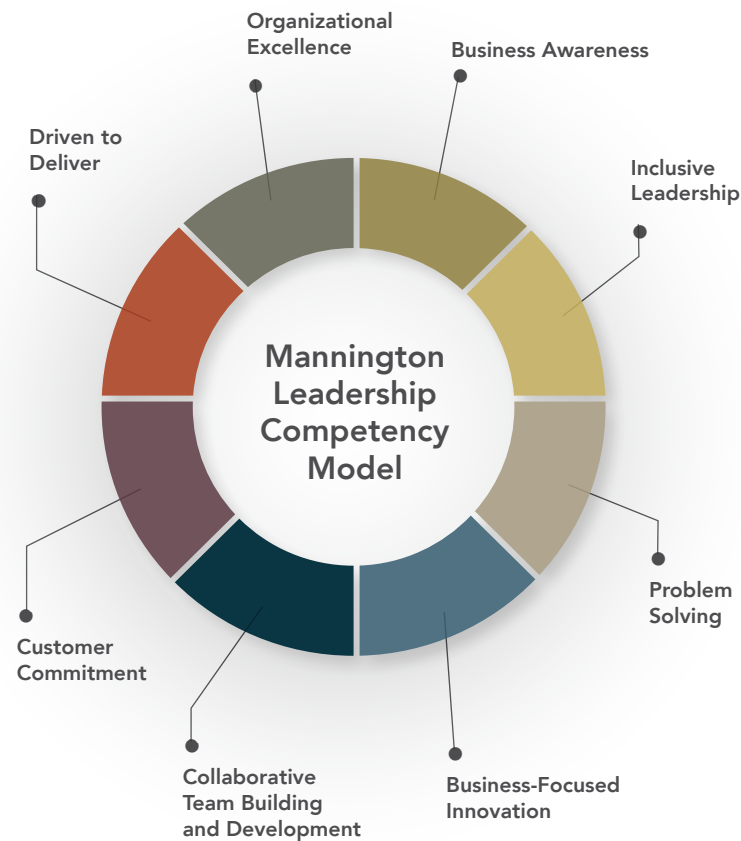 Organizational
Excellence
Business Awareness
Driven to
Deliver
Inclusive
Leadership
Mannington
Leadership
Competency
Model
Problem
Solving
Customer
Commitment
Collaborative
Team Building
and Development
Business-Focused
Innovation